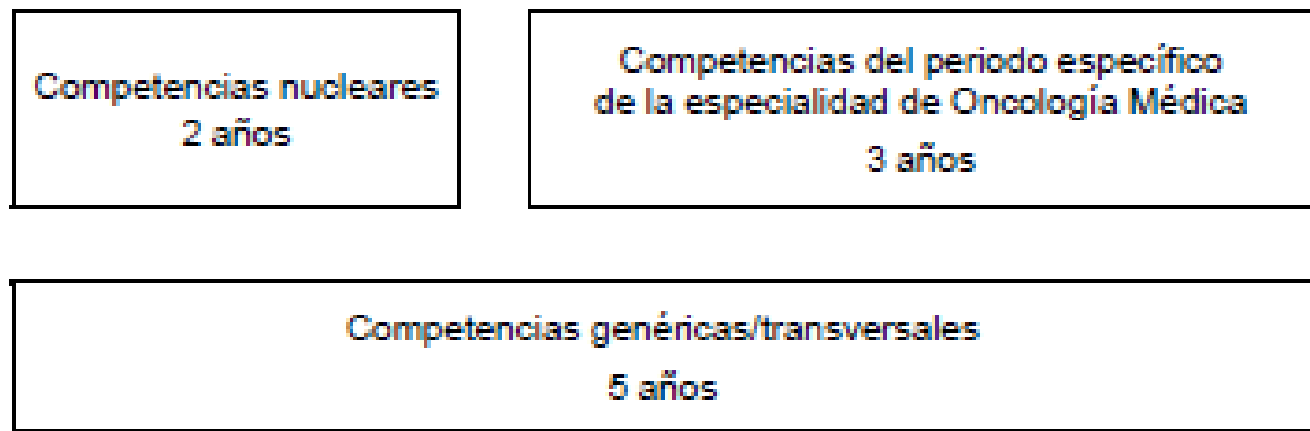 Competencias nucleares
2 años
Competencias del periodo específico
de la especialidad de Oncología Médica
3 años
Competencias genéricas/transversales
5 años